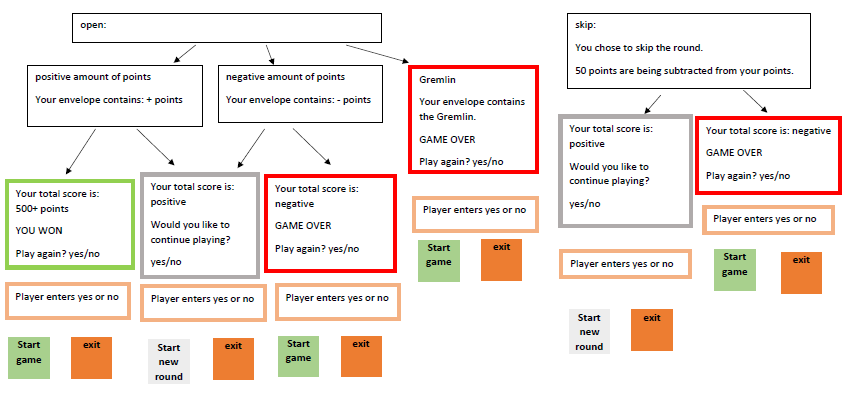 open:
positive amount of points
Your envelope contains: + points
negative amount of points
Your envelope contains: - points
Gremlin
Your envelope contains
the Gremlin.
GAME OVER
Play again? yes/no
Your total score is:
500+ points
YOU WON
Play again? yes/no
Your total score is:
positive
Would you like to
continue playing?
yes/no
Your total score is:
negative
GAME OVER
Play again? yes/no
Player enters yes or no
Start
game
exit
Player enters yes or no
Player enters yes or no
Player enters yes or no
Start
game
exit
Start
new
round
exit
Start
game
exit
skip:
You chose to skip the round.
50 points are being subtracted from your points.
Your total score is:
positive
Would you like to
continue playing?
yes/no
Your total score is: negative
GAME OVER
Play again? yes/no
Player enters yes or no
Start
game
exit
Player enters yes or no
Start
new
round
exit